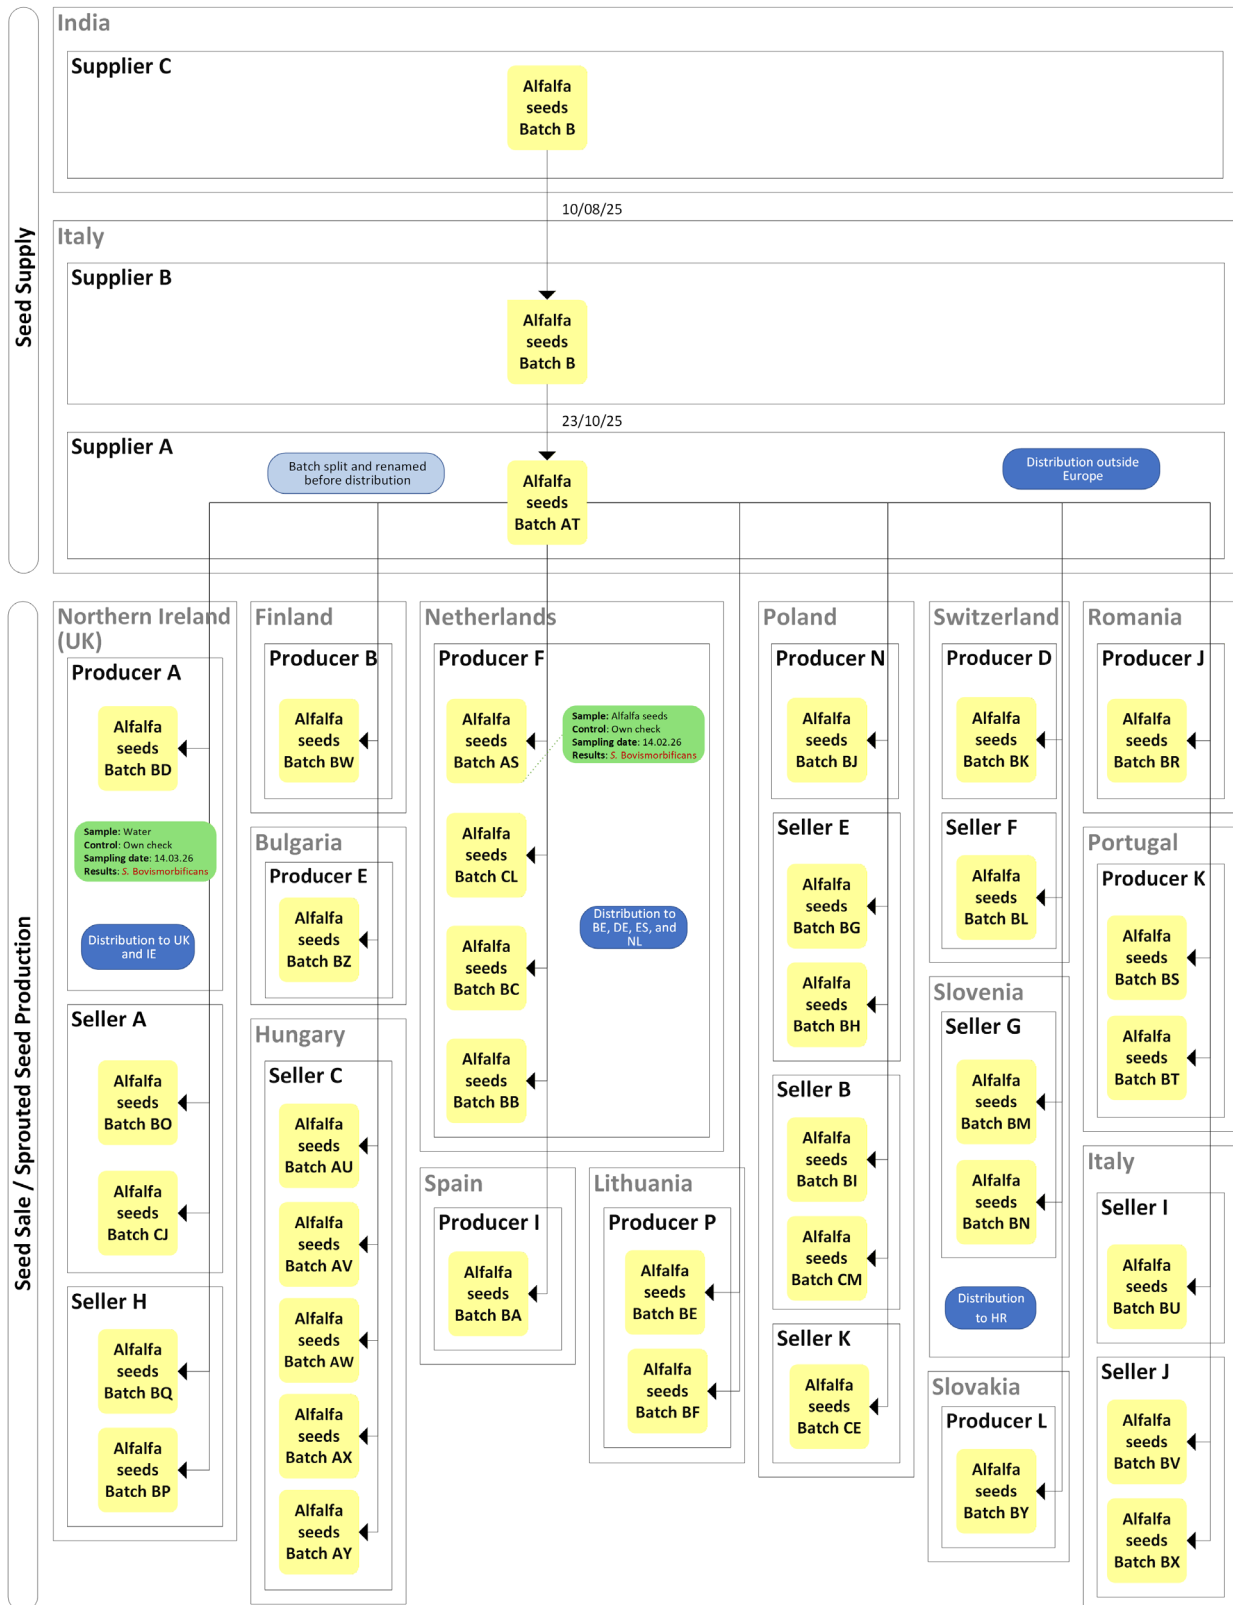 Seed Supply
India
Supplier C
Alfalfa
seeds
Batch B
10/08/25
Italy
Supplier B
Alfalfa
seeds
Batch B
23/10/25
Supplier A
Batch split and renamed
before distribution
Alfalfa
seeds
Batch AT
Distribution outside
Europe
Seed Sale / Sprouted Seed Production
Northern Ireland
(UK)
Producer A
Alfalfa
seeds
Batch BD
Sample: Water
Control: Own check
Sampling date: 14.03.26
Results: S. Bovismorbificans
Distribution to UK
and IE
Seller A
Alfalfa
seeds
Batch BO
Alfalfa
seeds
Batch CJ
Seller H
Alfalfa
seeds
Batch BQ
Alfalfa
seeds
Batch BP
Finland
Producer B
Alfalfa
seeds
Batch BW
Bulgaria
Producer E
Alfalfa
seeds
Batch BZ
Hungary
Seller C
Alfalfa
seeds
Batch AU
Alfalfa
seeds
Batch AV
Alfalfa
seeds
Batch AW
Alfalfa
seeds
Batch AX
Alfalfa
seeds
Batch AY
Netherlands
Producer F
Alfalfa
seeds
Batch AS
Sample: Alfalfa seeds
Control: Own check
Sampling date: 14.02.26
Results: S. Bovismorbificans
Alfalfa
seeds
Batch CL
Alfalfa
seeds
Batch BC
Distribution to
BE, DE, ES, and
NL
Alfalfa
seeds
Batch BB
Spain
Producer I
Alfalfa
seeds
Batch BA
Lithuania
Producer P
Alfalfa
seeds
Batch BE
Alfalfa
seeds
Batch BF
Poland
Producer N
Alfalfa
seeds
Batch BJ
Seller E
Alfalfa
seeds
Batch BG
Alfalfa
seeds
Batch BH
Seller B
Alfalfa
seeds
Batch BI
Alfalfa
seeds
Batch CM
Seller K
Alfalfa
seeds
Batch CE
Switzerland
Producer D
Alfalfa
seeds
Batch BK
Seller F
Alfalfa
seeds
Batch BL
Slovenia
Seller G
Alfalfa
seeds
Batch BM
Alfalfa
seeds
Batch BN
Distribution
to HR
Slovakia
Producer L
Alfalfa
seeds
Batch BY
Romania
Producer J
Alfalfa
seeds
Batch BR
Portugal
Producer K
Alfalfa
seeds
Batch BS
Alfalfa
seeds
Batch BT
Italy
Seller I
Alfalfa
seeds
Batch BU
Seller J
Alfalfa
seeds
Batch BV
Alfalfa
seeds
Batch BX